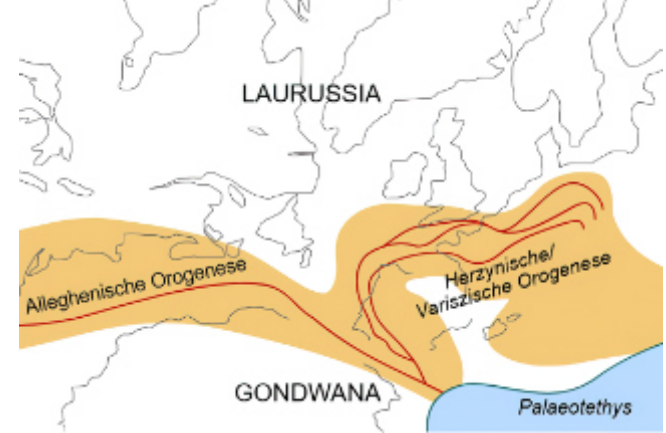 LAURUSSIA
Alleghenische Orogenese
Herzynische/
Variszische Orogenese
GONDWANA
Palaeotethys